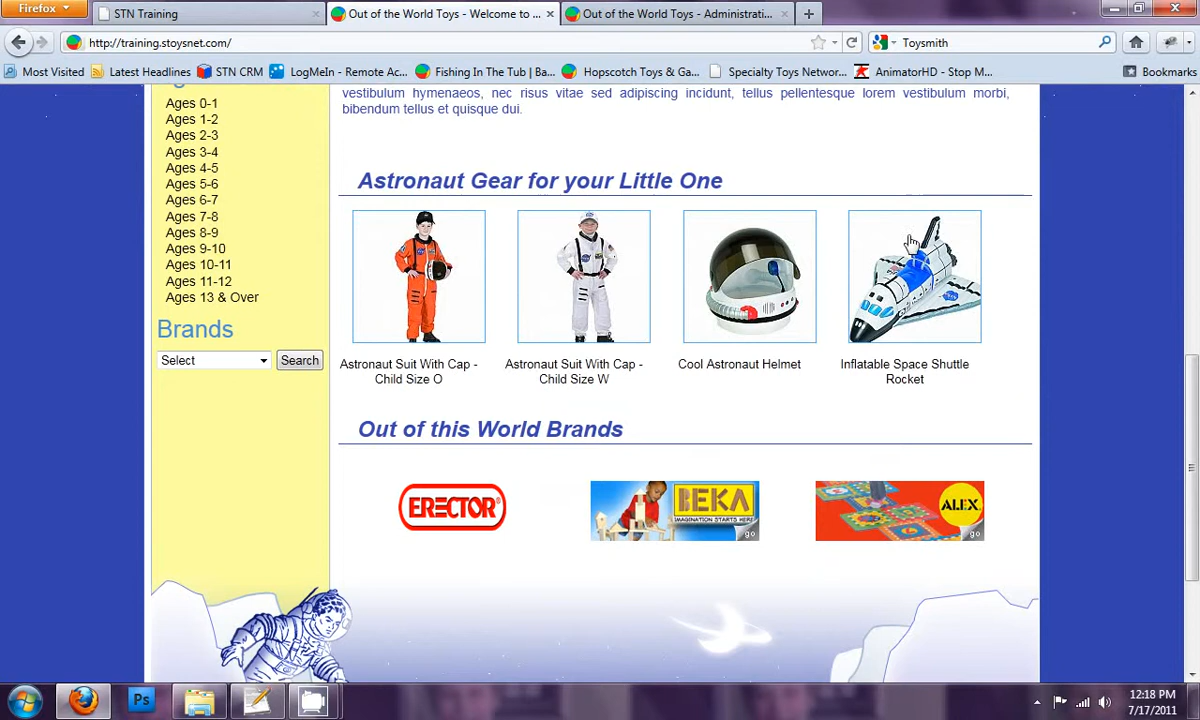 Firefox
STN Training
Out of the World Toys - Welcome to ...
Out of the World Toys - Administrati...
http://training.stoysnet.com/
Toysmith
Most Visited
Latest Headlines
STN CRM
LogMeIn - Remote Ac...
Fishing In The Tub | Ba...
Hopscotch Toys & Ga...
Specialty Toys Networ...
AnimatorHD - Stop M...
Bookmarks
vestibulum hymenaeos, nec risus vitae sed adipiscing incidunt, tellus pellentesque lorem vestibulum morbi,
bibendum tellus et quisque dui.
Ages 0-1
Ages 1-2
Ages 2-3
Ages 3-4
Ages 4-5
Ages 5-6
Ages 6-7
Ages 7-8
Ages 8-9
Ages 9-10
Ages 10-11
Ages 11-12
Ages 13 & Over
Brands
Select
Search
Astronaut Gear for your Little One
Astronaut Suit With Cap -
Child Size O
Astronaut Suit With Cap -
Child Size W
Cool Astronaut Helmet
Inflatable Space Shuttle
Rocket
Out of this World Brands
ERECTOR
BEKA
IMAGINATION STARTS HERE
go
ALEX
go
Ps
12:18 PM
7/17/2011